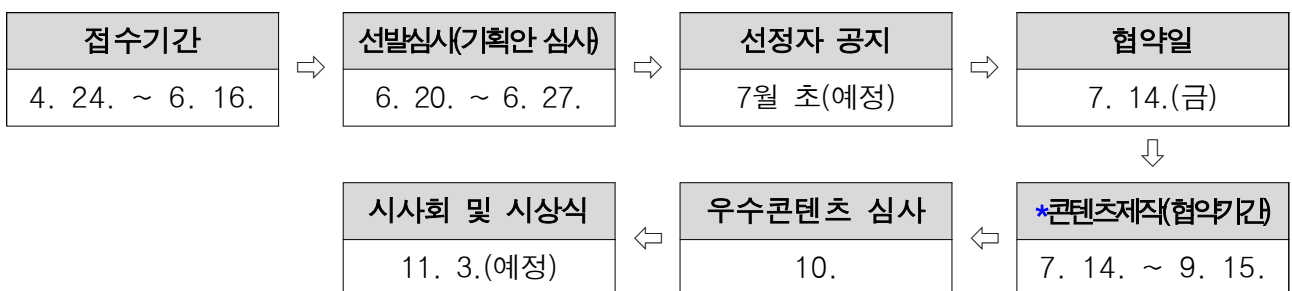 접수기간
4. 24. ~ 6. 16.
⇨
선발심사(기획안 심사)
6. 20. ~ 6. 27.
⇨
선정자 공지
7월 초(예정)
⇨
협약일
7. 14.(금)
⇩
*콘텐츠제작(협약기간)
7. 14. ~ 9. 15.
⇦
우수콘텐츠 심사
10.
⇦
시사회 및 시상식
11. 3.(예정)